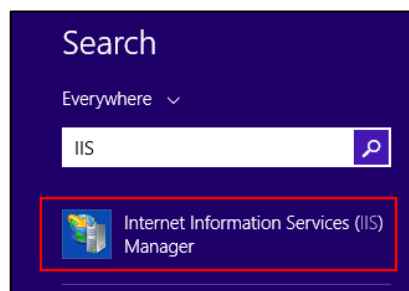 Search
Everywhere
IIS
Internet Information Services (IIS)
Manager